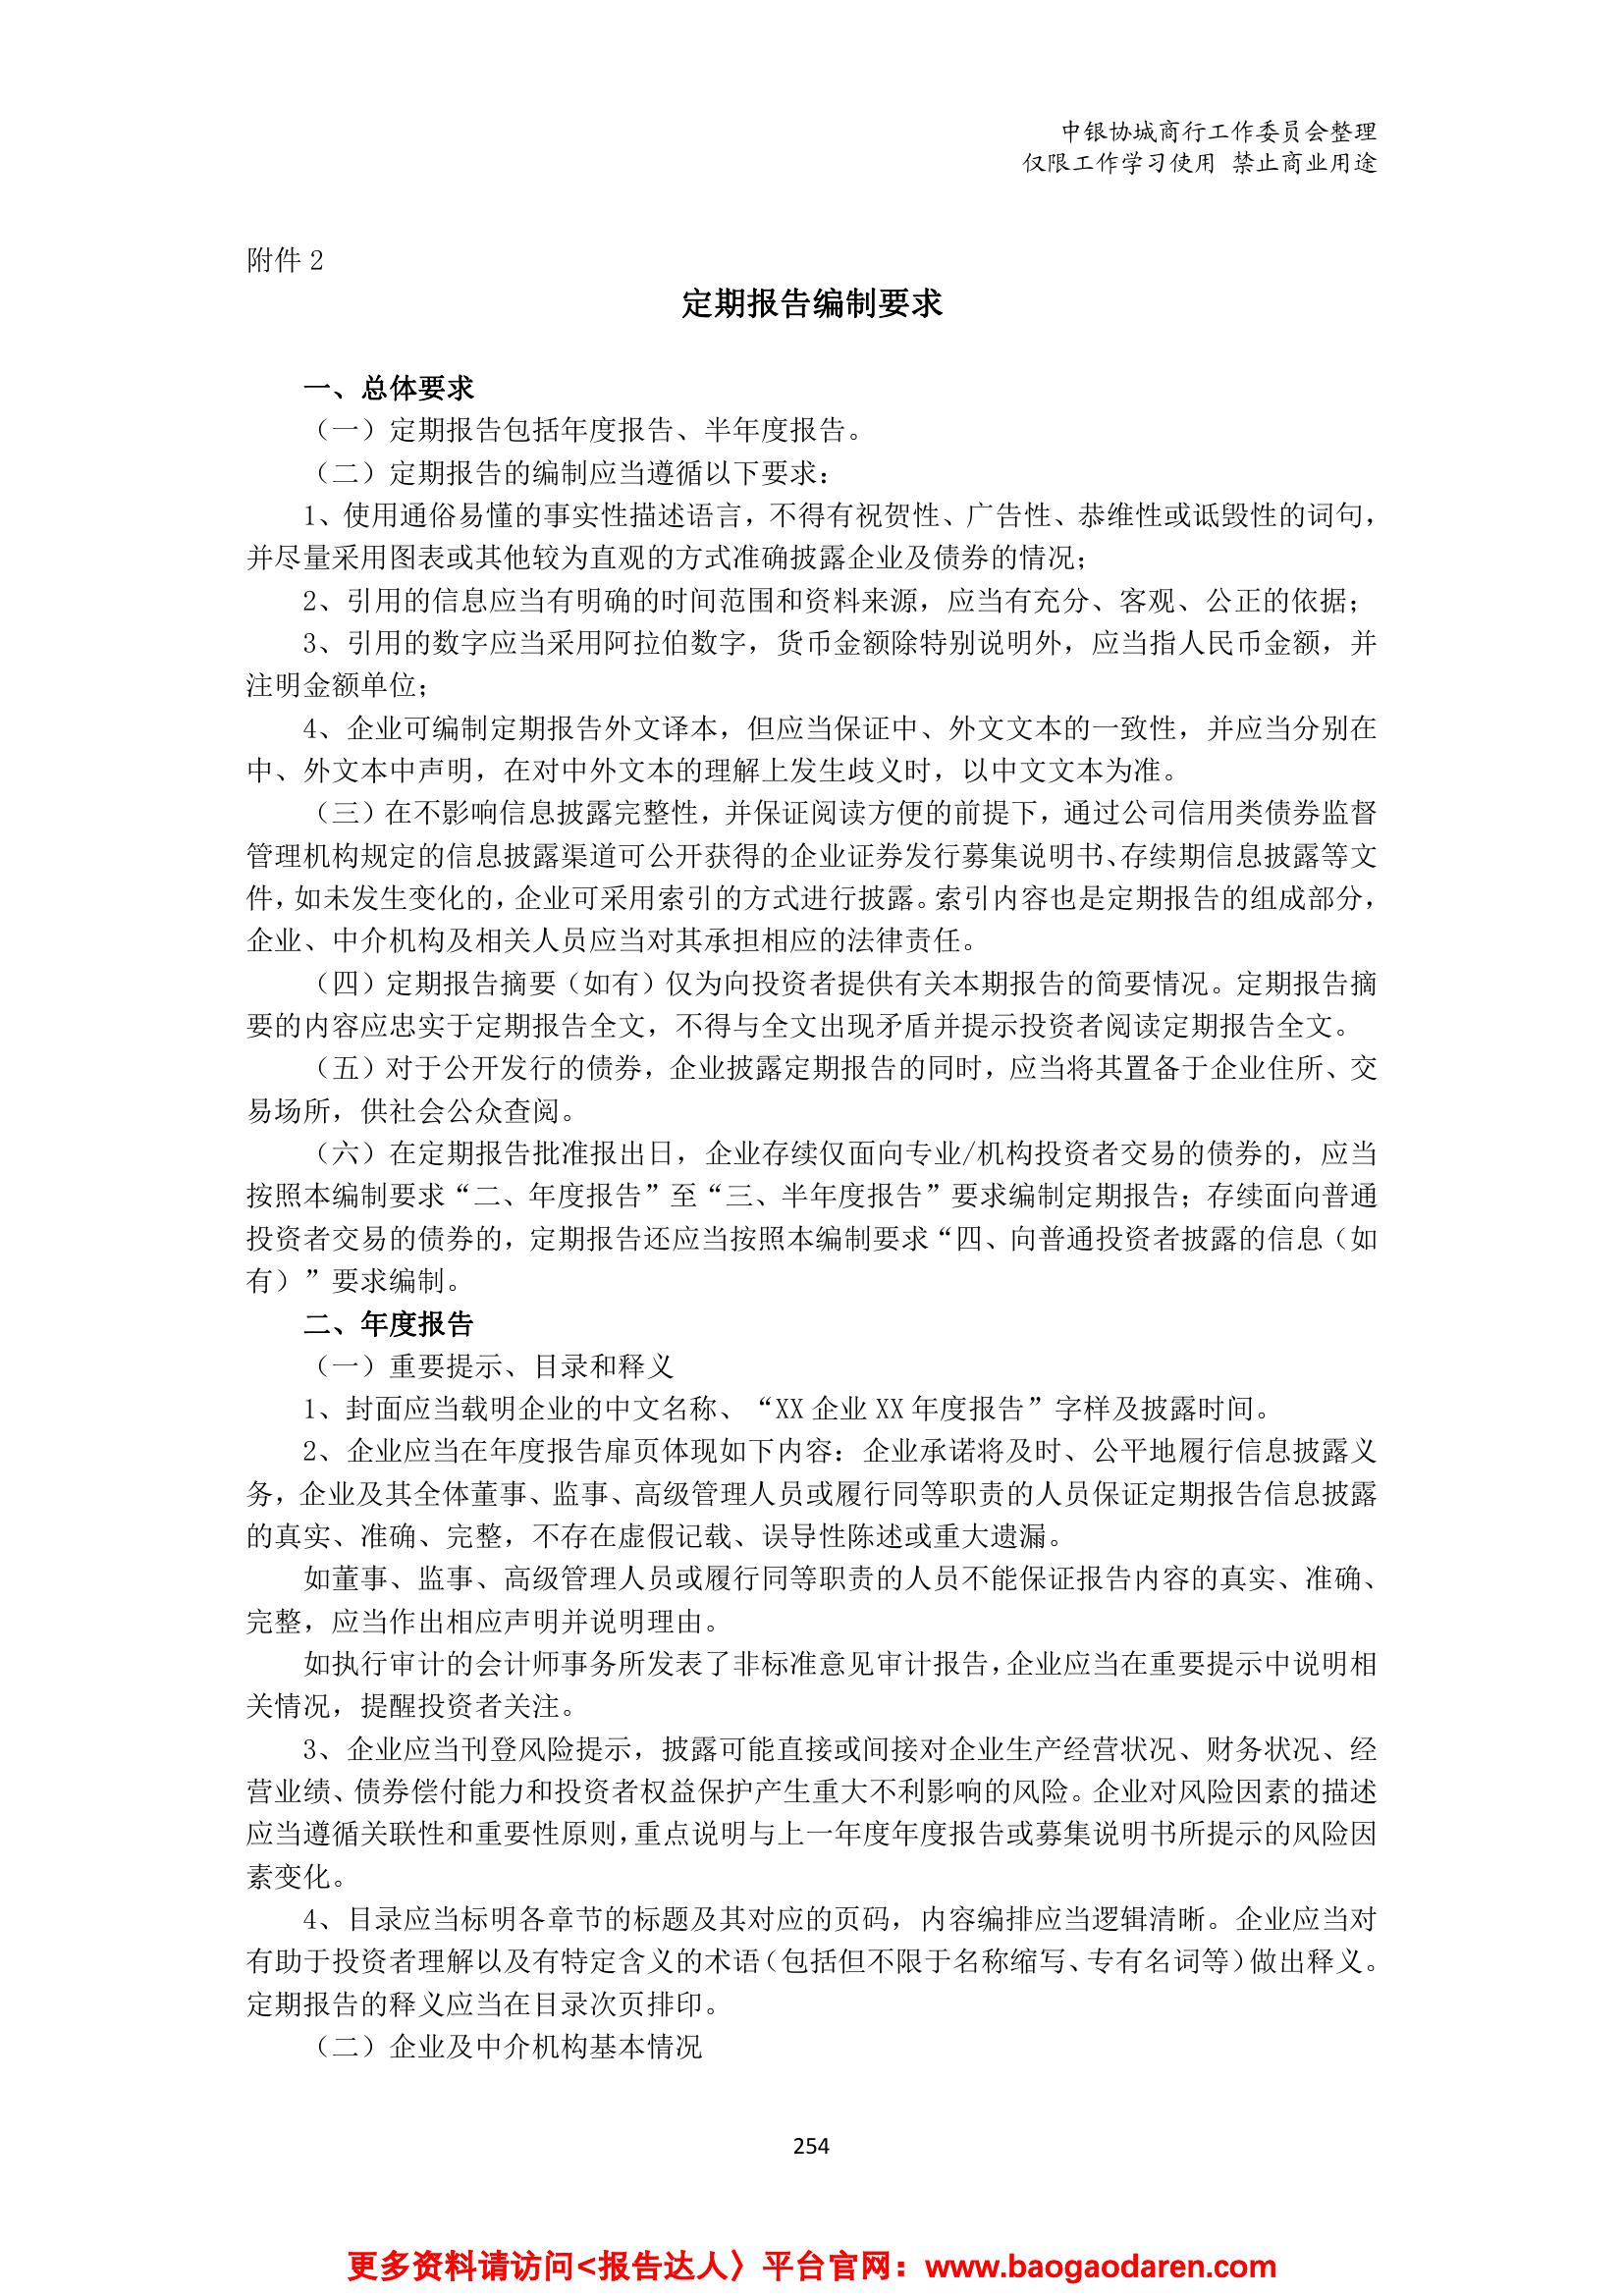 中银协城商行工作委员会整理
仅限工作学习使用 禁止商业用途
附件 2
定期报告编制要求
一、总体要求
（一）定期报告包括年度报告、半年度报告。
（二）定期报告的编制应当遵循以下要求：
1、使用通俗易懂的事实性描述语言，不得有祝贺性、广告性、恭维性或诋毁性的词句，
并尽量采用图表或其他较为直观的方式准确披露企业及债券的情况；
2、引用的信息应当有明确的时间范围和资料来源，应当有充分、客观、公正的依据；
3、引用的数字应当采用阿拉伯数字，货币金额除特别说明外，应当指人民币金额，并
注明金额单位；
4、企业可编制定期报告外文译本，但应当保证中、外文文本的一致性，并应当分别在
中、外文本中声明，在对中外文本的理解上发生歧义时，以中文文本为准。
（三）在不影响信息披露完整性，并保证阅读方便的前提下，通过公司信用类债券监督
管理机构规定的信息披露渠道可公开获得的企业证券发行募集说明书、存续期信息披露等文
件，如未发生变化的，企业可采用索引的方式进行披露。索引内容也是定期报告的组成部分，
企业、中介机构及相关人员应当对其承担相应的法律责任。
（四）定期报告摘要（如有）仅为向投资者提供有关本期报告的简要情况。定期报告摘
要的内容应忠实于定期报告全文，不得与全文出现矛盾并提示投资者阅读定期报告全文。
（五）对于公开发行的债券，企业披露定期报告的同时，应当将其置备于企业住所、交
易场所，供社会公众查阅。
（六）在定期报告批准报出日，企业存续仅面向专业/机构投资者交易的债券的，应当
按照本编制要求“二、年度报告”至“三、半年度报告”要求编制定期报告；存续面向普通
投资者交易的债券的，定期报告还应当按照本编制要求“四、向普通投资者披露的信息（如
有）”要求编制。
二、年度报告
（一）重要提示、目录和释义
1、封面应当载明企业的中文名称、“XX 企业 XX 年度报告”字样及披露时间。
2、企业应当在年度报告扉页体现如下内容：企业承诺将及时、公平地履行信息披露义
务，企业及其全体董事、监事、高级管理人员或履行同等职责的人员保证定期报告信息披露
的真实、准确、完整，不存在虚假记载、误导性陈述或重大遗漏。
如董事、监事、高级管理人员或履行同等职责的人员不能保证报告内容的真实、准确、
完整，应当作出相应声明并说明理由。
如执行审计的会计师事务所发表了非标准意见审计报告，企业应当在重要提示中说明相
关情况，提醒投资者关注。
3、企业应当刊登风险提示，披露可能直接或间接对企业生产经营状况、财务状况、经
营业绩、债券偿付能力和投资者权益保护产生重大不利影响的风险。企业对风险因素的描述
应当遵循关联性和重要性原则，重点说明与上一年度年度报告或募集说明书所提示的风险因
素变化。
4、目录应当标明各章节的标题及其对应的页码，内容编排应当逻辑清晰。企业应当对
有助于投资者理解以及有特定含义的术语（包括但不限于名称缩写、专有名词等）做出释义。
定期报告的释义应当在目录次页排印。
（二）企业及中介机构基本情况
254
更多资料请访问<报告达人〉平台官网：www.baogaodaren.com